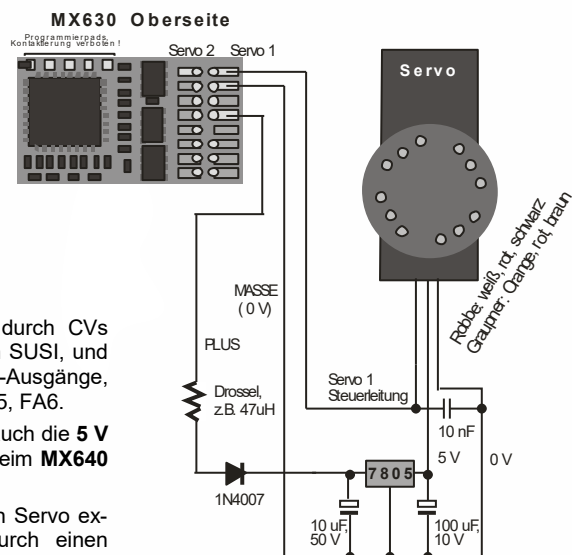 MX630 Oberseite
Programmierpads,
Kontaktierung verboten !
Servo 2 Servo 1
Servo
Robbe: weiß, rot, schwarz
Graupner: Orange, rot, braun
MASSE
( 0 V)
PLUS
Drossel,
z.B. 47uH
Servo 1
Steuerleitung
10 nF
5 V
0 V
7805
1N4007
10 uF,
50 V
100 uF,
10 V
durch CVs
SUSI, und
-Ausgänge,
5, FA6.
uch die 5 V
eim MX640
n Servo ex-
urch einen